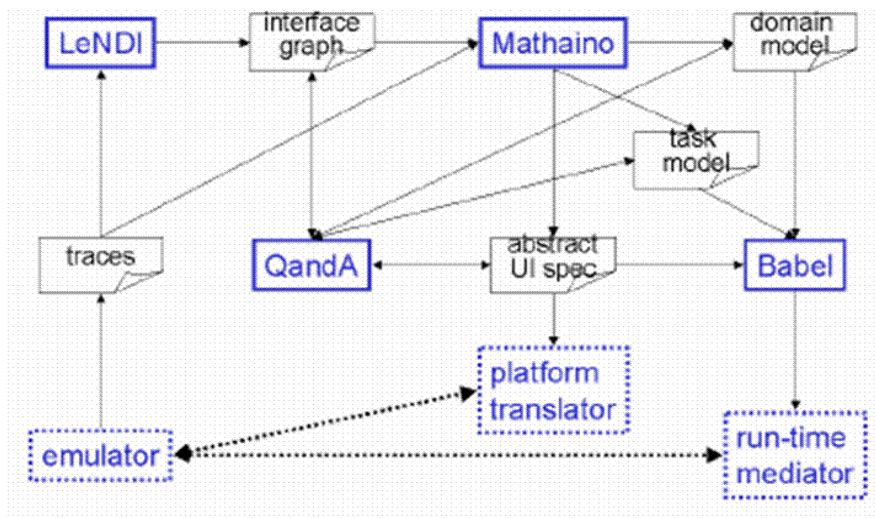 LeNDI
interface
graph
Mathaino
domain
model
task
model
traces
QandA
abstract
UI spec
Babel
platform
translator
emulator
run-time
mediator